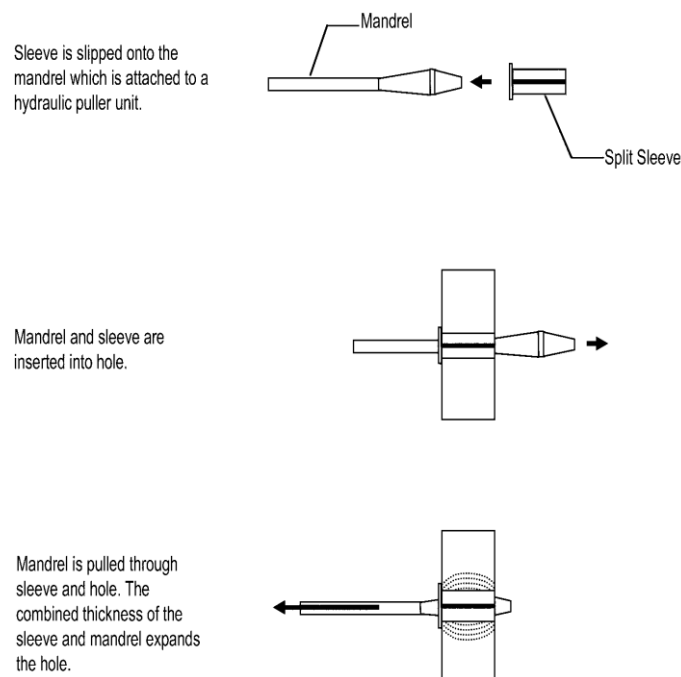 Mandrel
Sleeve is slipped onto the
mandrel which is attached to a
hydraulic puller unit.
Split Sleeve
Mandrel and sleeve are
inserted into hole.
Mandrel is pulled through
sleeve and hole. The
combined thickness of the
sleeve and mandrel expands
the hole.